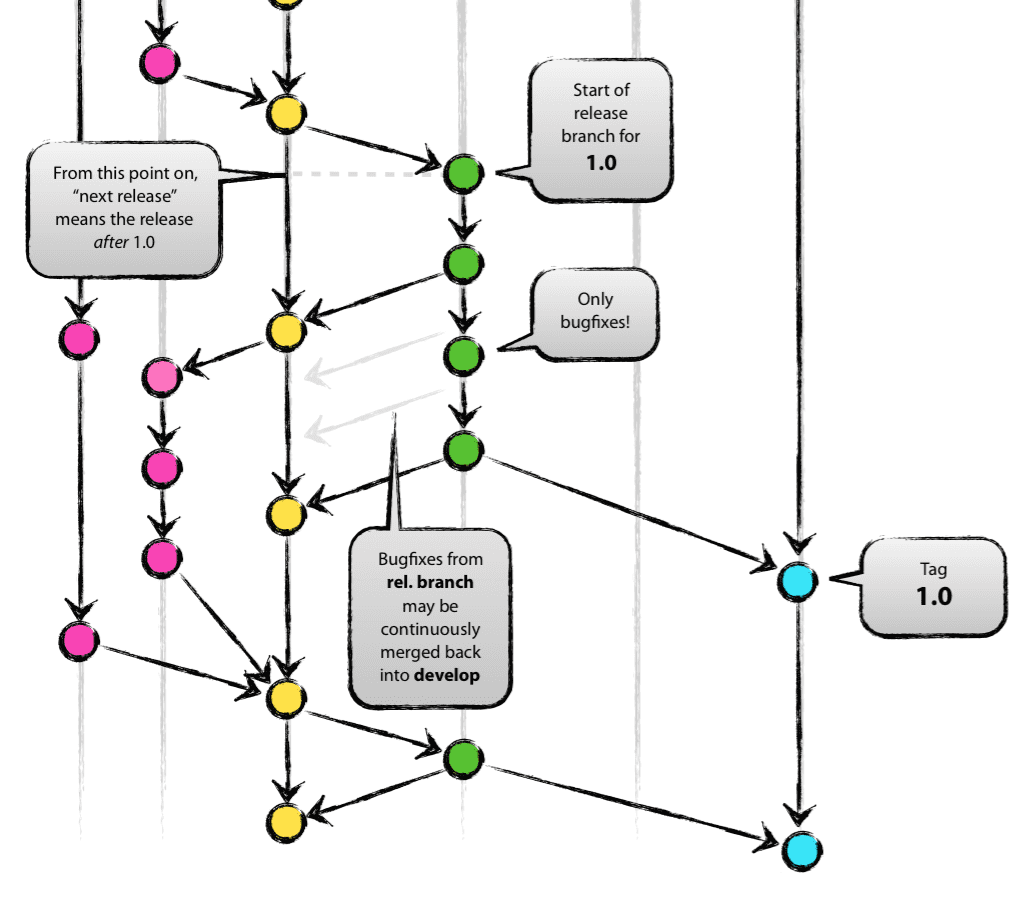 Start of
release
branch for
1.0
From this point on,
“next release”
means the release
after 1.0
Only
bugfixes!
Bugfixes from
rel. branch
may be
continuously
merged back
into develop
Tag
1.0